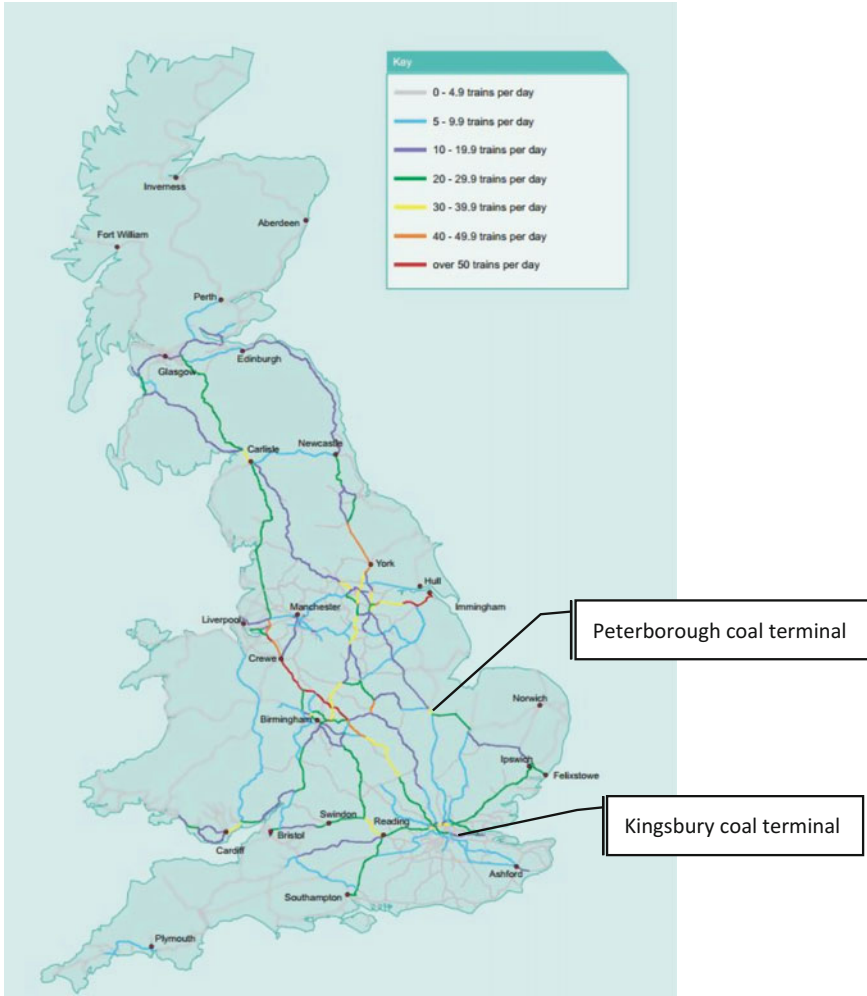 Key
0 - 4.9 trains per day
5 - 9.9 trains per day
10 - 19.9 trains per day
20 - 29.9 trains per day
30 - 39.9 trains per day
40 - 49.9 trains per day
over 50 trains per day
Inverness
Aberdeen
Fort William
Perth
Edinburgh
Glasgow
Carlisle
Newcastle
York
Hull
Immingham
Manchester
Liverpool
Crewe
Peterborough coal terminal
Norwich
Birmingham
Ipswich
Felixstowe
Swindon
Reading
Kingsbury coal terminal
Bristol
Cardiff
Ashford
Southampton
Plymouth